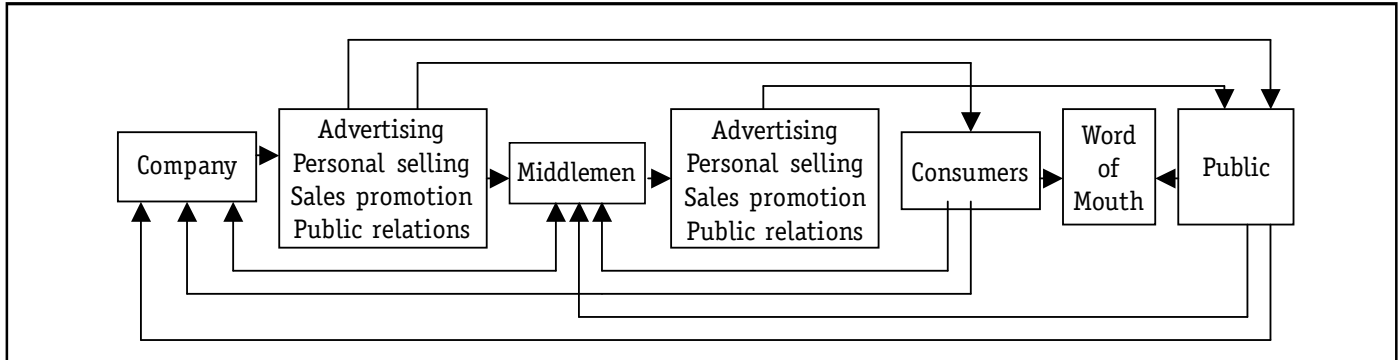 Company
Advertising
Personal selling
Sales promotion
Public relations
Middlemen
Advertising
Personal selling
Sales promotion
Public relations
Consumers
Word
of
Mouth
Public